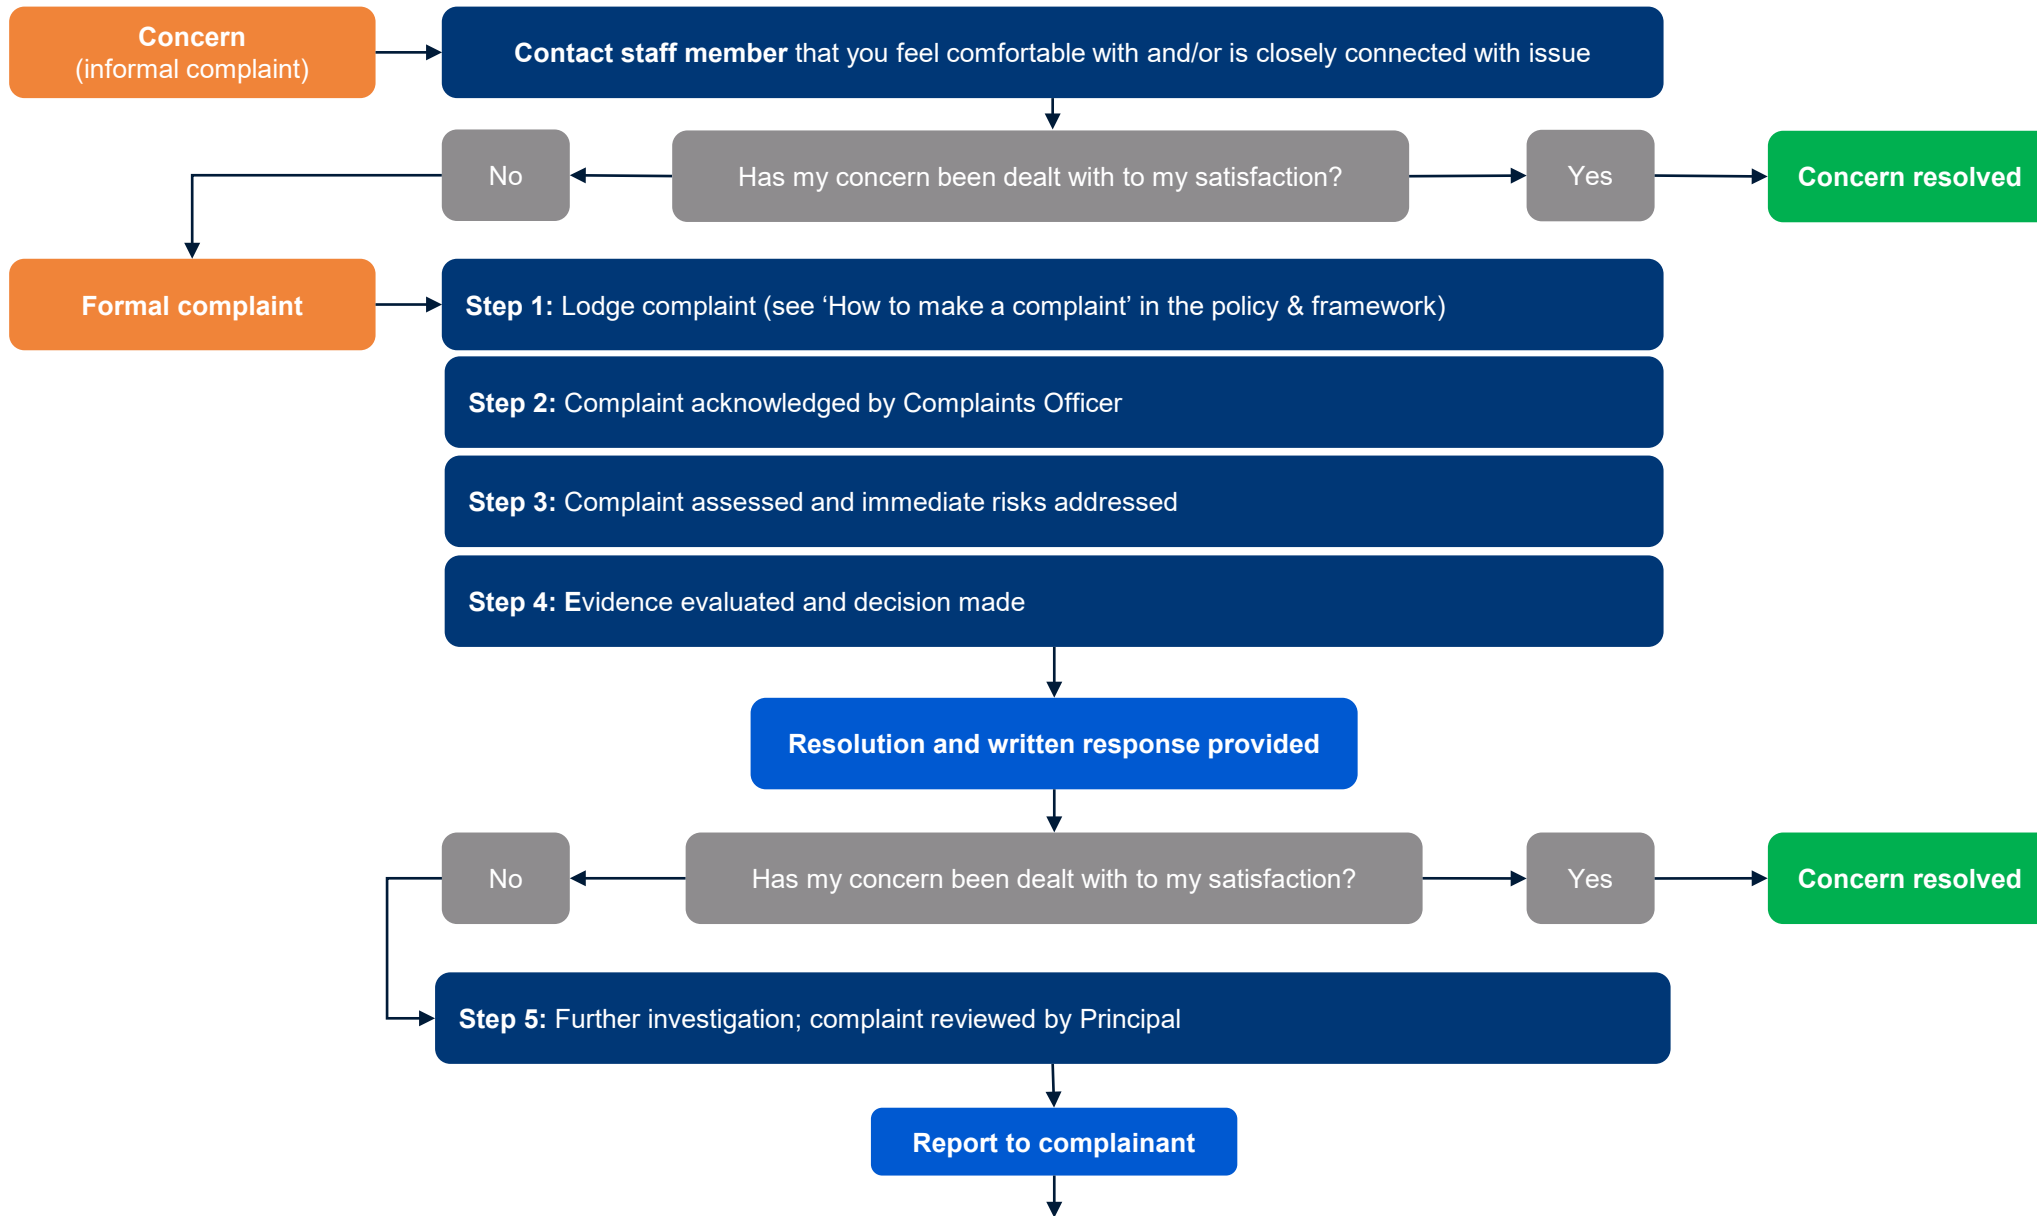 Concern
(informal complaint)
Contact staff member that you feel comfortable with and/or is closely connected with issue
No
Has my concern been dealt with to my satisfaction?
Yes
Concern resolved
Formal complaint
Step 1: Lodge complaint (see ‘How to make a complaint’ in the policy & framework)
Step 2: Complaint acknowledged by Complaints Officer
Step 3: Complaint assessed and immediate risks addressed
Step 4: Evidence evaluated and decision made
Resolution and written response provided
No
Has my concern been dealt with to my satisfaction?
Yes
Concern resolved
Step 5: Further investigation; complaint reviewed by Principal
Report to complainant